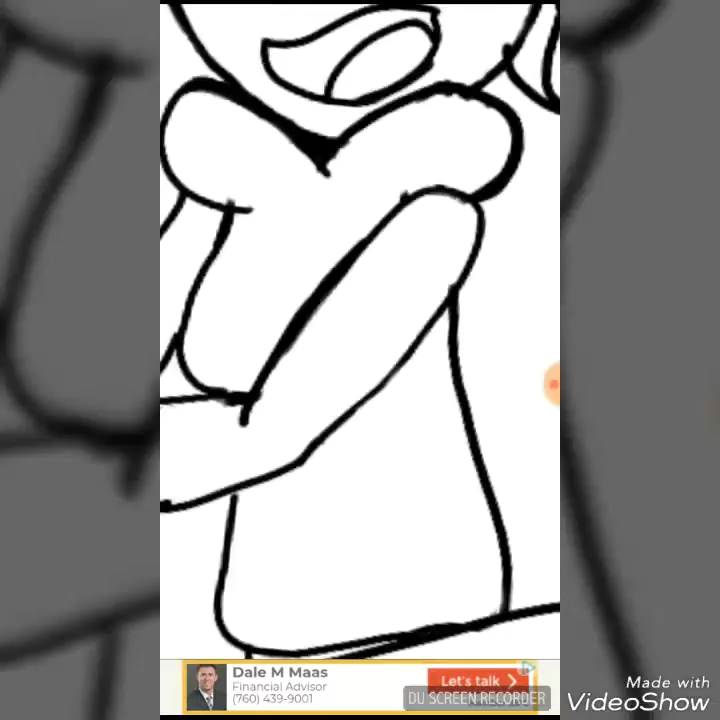 Dale M Maas
Financial Advisor
(760) 439-9001
Let's talk
DU SCREEN RECORDER
Made with
VideoShow